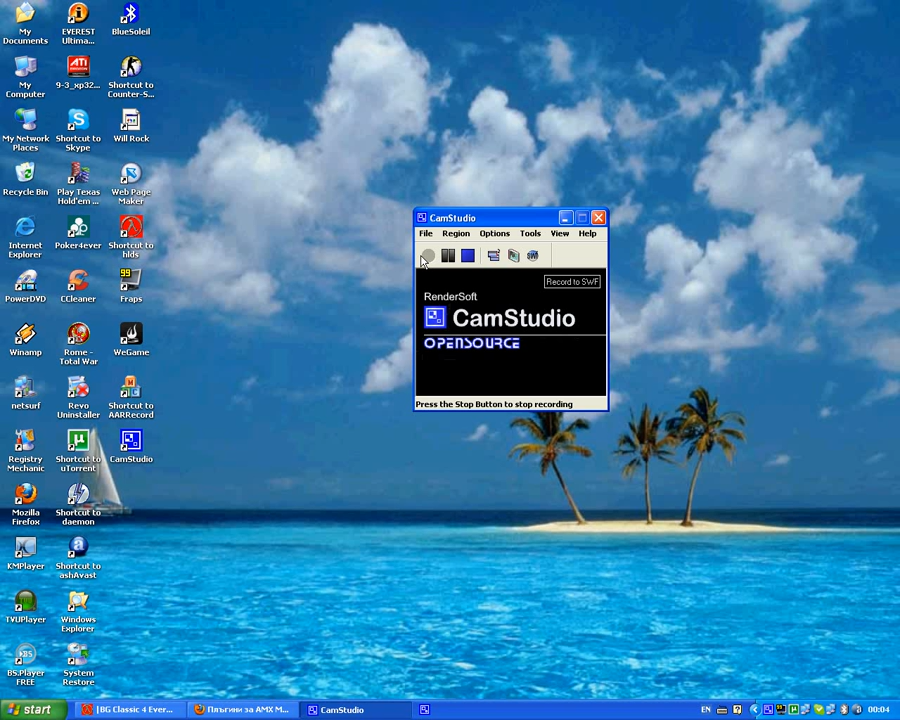 My
Documents
EVEREST
Ultima...
BlueSoleil
My
Computer
ATI
9-3_xp32...
Shortcut to
Counter-S...
My Network
Places
Shortcut to
Skype
Will Rock
Recycle Bin
Play Texas
Hold'em ...
Web Page
Maker
Internet
Explorer
Poker4ever
Shortcut to
hlds
PowerDVD
CCleaner
99
Fraps
Winamp
Rome -
Total War
WeGame
netsurf
Revo
Uninstaller
Shortcut to
AARRecord
Registry
Mechanic
Shortcut to
uTorrent
CamStudio
Mozilla
Firefox
Shortcut to
daemon
KMPlayer
Shortcut to
ashAvast
TVUPlayer
Windows
Explorer
BS.Player
FREE
System
Restore
CamStudio
File Region Options Tools View Help
Record to SWF
RenderSoft
CamStudio
OPENSOURCE
Press the Stop Button to stop recording
start
[BG Classic 4 Ever...
Плъгини за AMX M...
CamStudio
EN
00:04